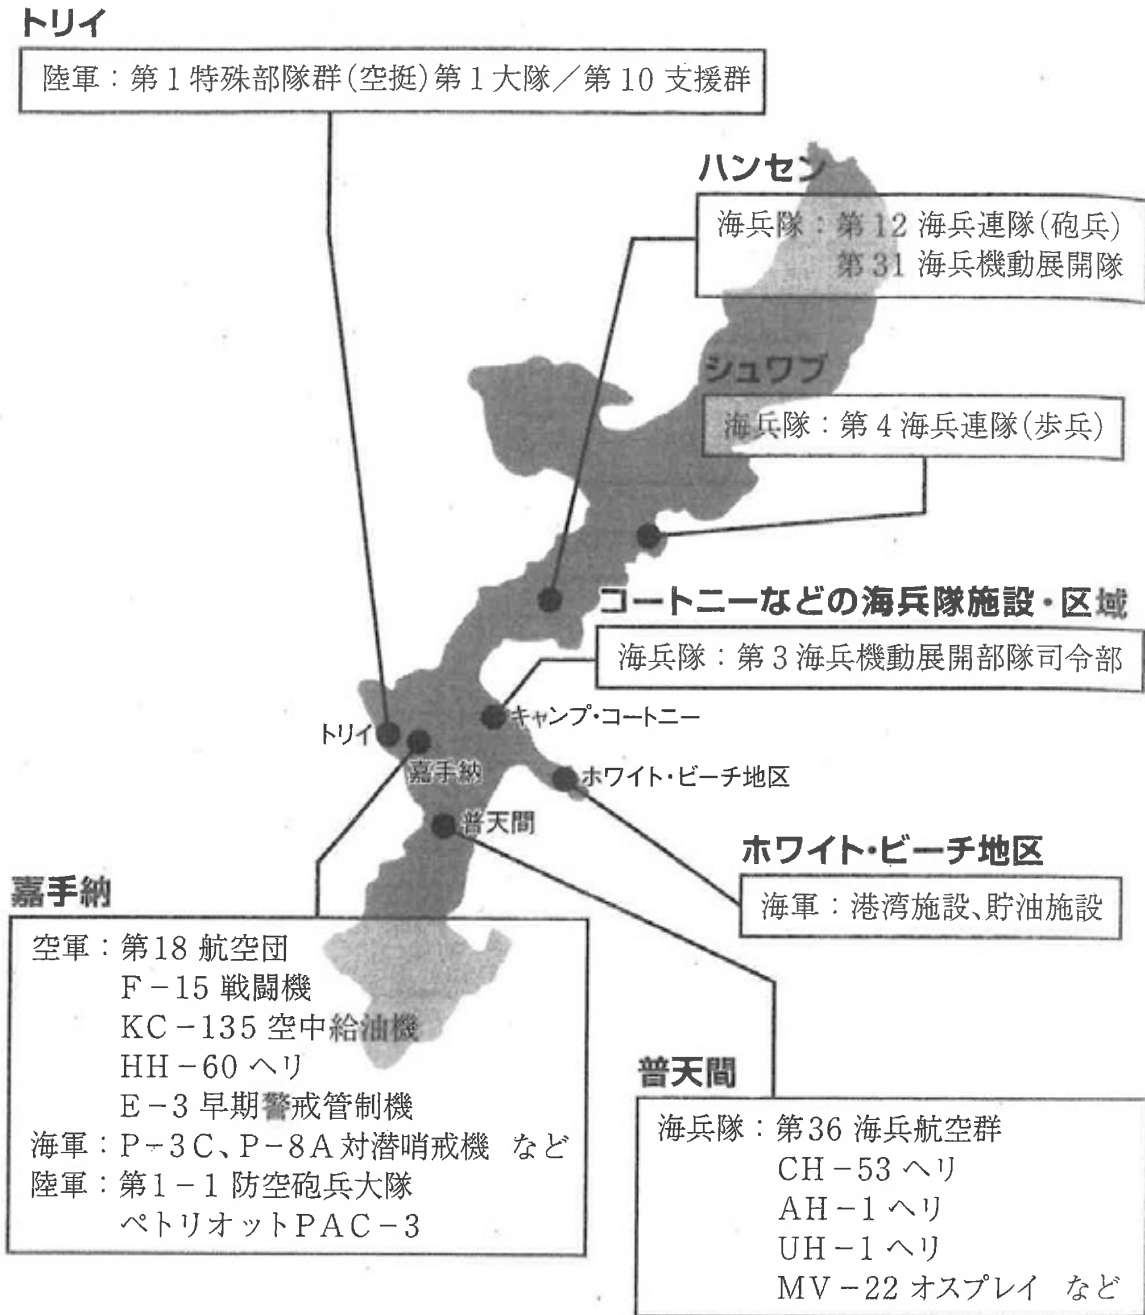 トリイ
陸軍：第1特殊部隊群(空挺)第1大隊／第10支援群
ハンセン
海兵隊：第12海兵連隊(砲兵)
第31海兵機動展開隊
シュワブ
海兵隊：第4海兵連隊(歩兵)
コートニーなどの海兵隊施設・区域
海兵隊：第3海兵機動展開部隊司令部
キャンプ・コートニー
トリイ
嘉手納
ホワイト・ビーチ地区
普天間
ホワイト・ビーチ地区
海軍：港湾施設、貯油施設
嘉手納
空軍：第18航空団
F－15戦闘機
KC－135空中給油機
HH－60ヘリ
E－3早期警戒管制機
海軍：P－3C、P－8A対潜哨戒機 など
陸軍：第1－1防空砲兵大隊
ペトリオットPAC－3
普天間
海兵隊：第36海兵航空群
CH－53ヘリ
AH－1ヘリ
UH－1ヘリ
MV－22オスプレイ など